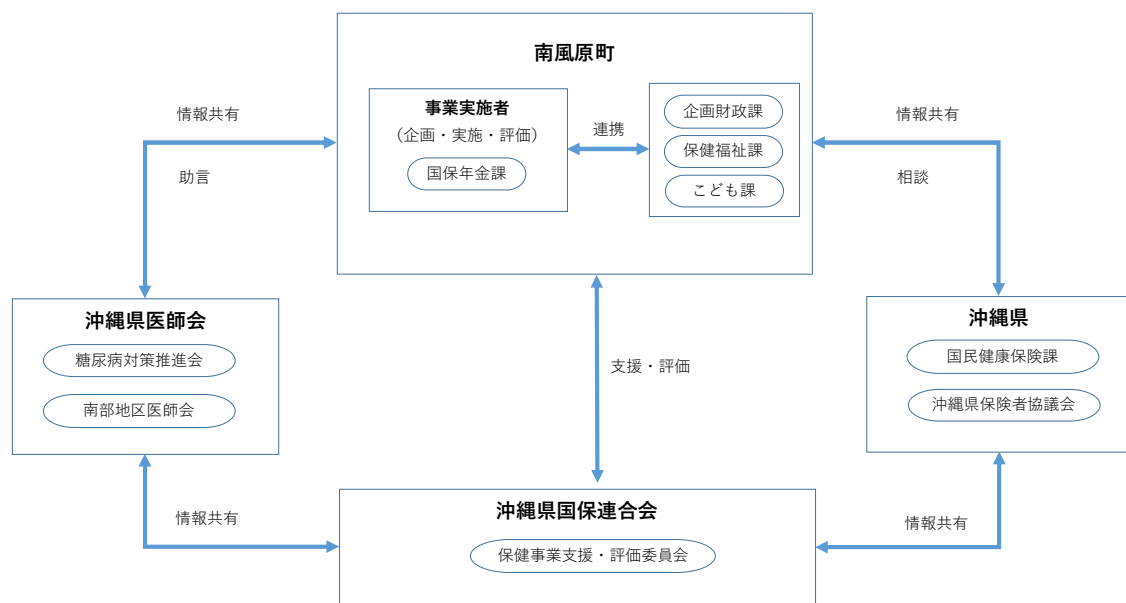 南風原町
事業実施者
（企画・実施・評価）
国保年金課
連携
企画財政課
保健福祉課
こども課
情報共有
助言
情報共有
相談
沖縄県医師会
糖尿病対策推進会
南部地区医師会
支援・評価
沖縄県
国民健康保険課
沖縄県保険者協議会
情報共有
沖縄県国保連合会
保健事業支援・評価委員会
情報共有